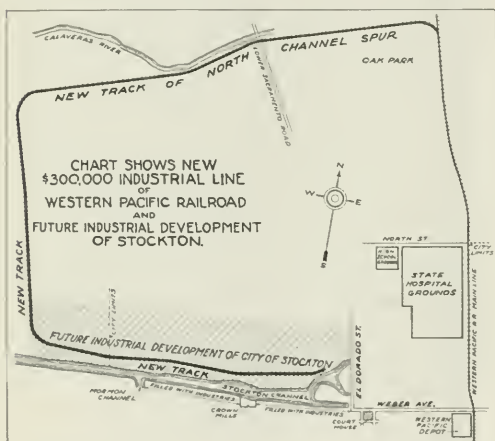 CALAVERAS RIVER
NEW TRACK OF NORTH CHANNEL SPUR
LOWER SACRAMENTO ROAD
OAK PARK
CHART SHOWS NEW
$300,000 INDUSTRIAL LINE
OF
WESTERN PACIFIC RAILROAD
AND
FUTURE INDUSTRIAL DEVELOPMENT
OF STOCKTON.
N
W
E
S
NEW TRACK
NORTH ST.
CITY
LIMITS
HIGH
SCHOOL
STATE
HOSPITAL
GROUNDS
WESTERN PACIFIC RR MAIN LINE
CITY LIMITS
FUTURE INDUSTRIAL DEVELOPMENT OF CITY OF STOCKTON
NEW TRACK
EL DORADO ST.
STOCKTON CHANNEL
MORMON
CHANNEL
FILLED WITH INDUSTRIES
CROWN
MILLS
FILLED WITH INDUSTRIES
WEBER AVE.
COURT
HOUSE
WESTERN
PACIFIC
DEPOT